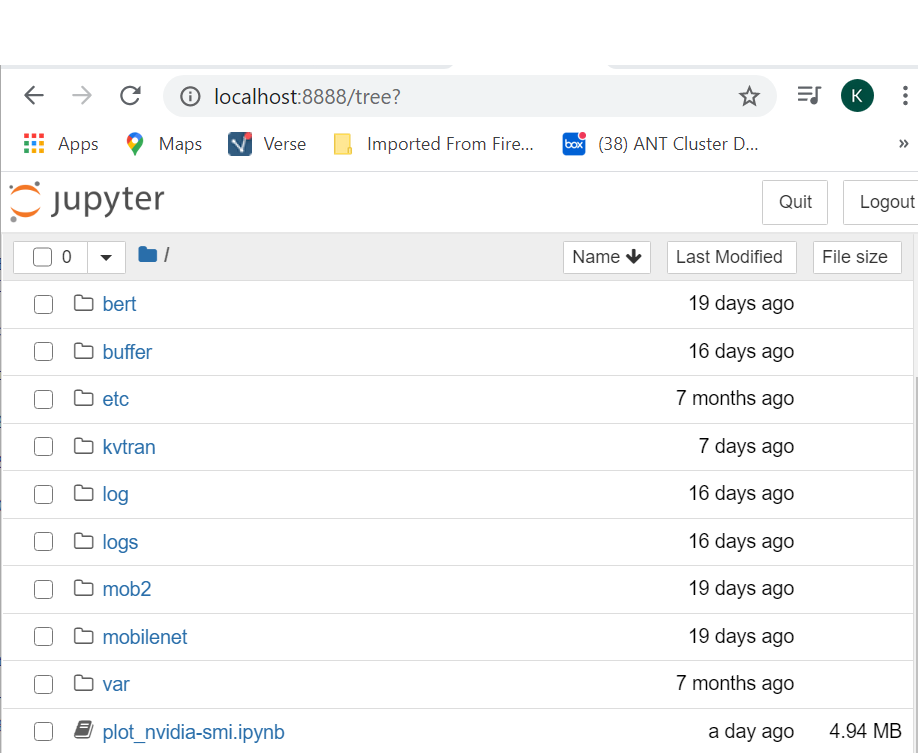 localhost:8888/tree?
K
Apps Maps Verse Imported From Fire... box (38) ANT Cluster D... »
jupyter Quit Logout
0 / Name Last Modified File size
bert 19 days ago
buffer 16 days ago
etc 7 months ago
kvtran 7 days ago
log 16 days ago
logs 16 days ago
mob2 19 days ago
mobilenet 19 days ago
var 7 months ago
plot_nvidia-smi.ipynb a day ago 4.94 MB